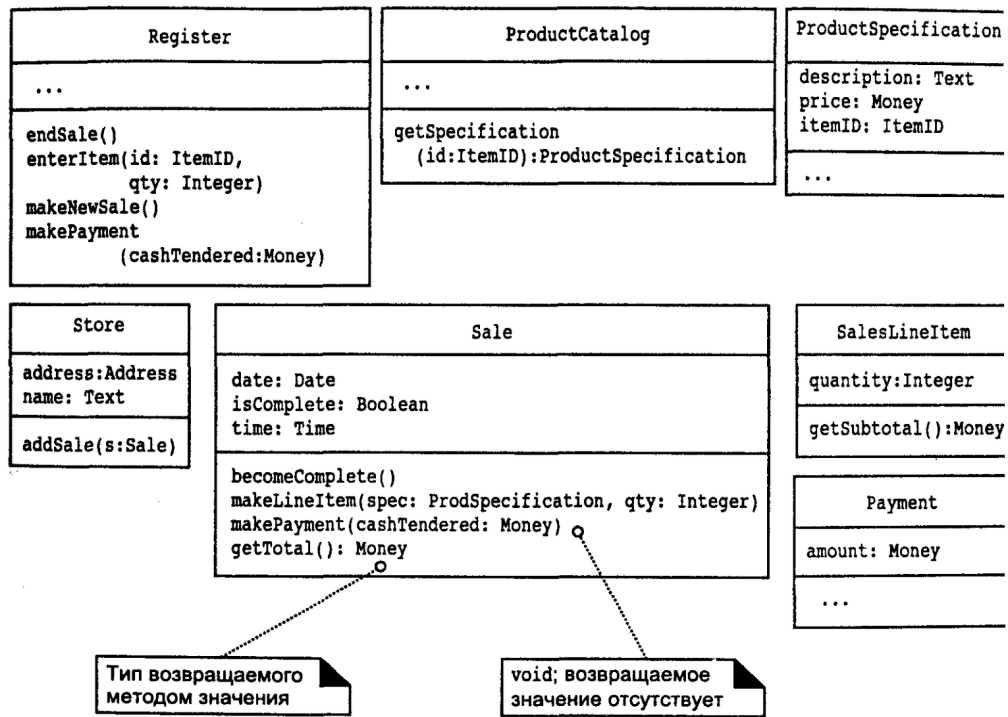 Register
...
endSale()
enterItem(id: ItemID,
qty: Integer)
makeNewSale()
makePayment
(cashTendered:Money)
ProductCatalog
...
getSpecification
(id:ItemID):ProductSpecification
ProductSpecification
description: Text
price: Money
itemID: ItemID
...
Store
address:Address
name: Text
addSale(s:Sale)
Sale
date: Date
isComplete: Boolean
time: Time
becomeComplete()
makeLineItem(spec: ProdSpecification, qty: Integer)
makePayment(cashTendered: Money)
getTotal(): Money
SalesLineItem
quantity:Integer
getSubtotal():Money
Payment
amount: Money
...
Тип возвращаемого
методом значения
void; возвращаемое
значение отсутствует